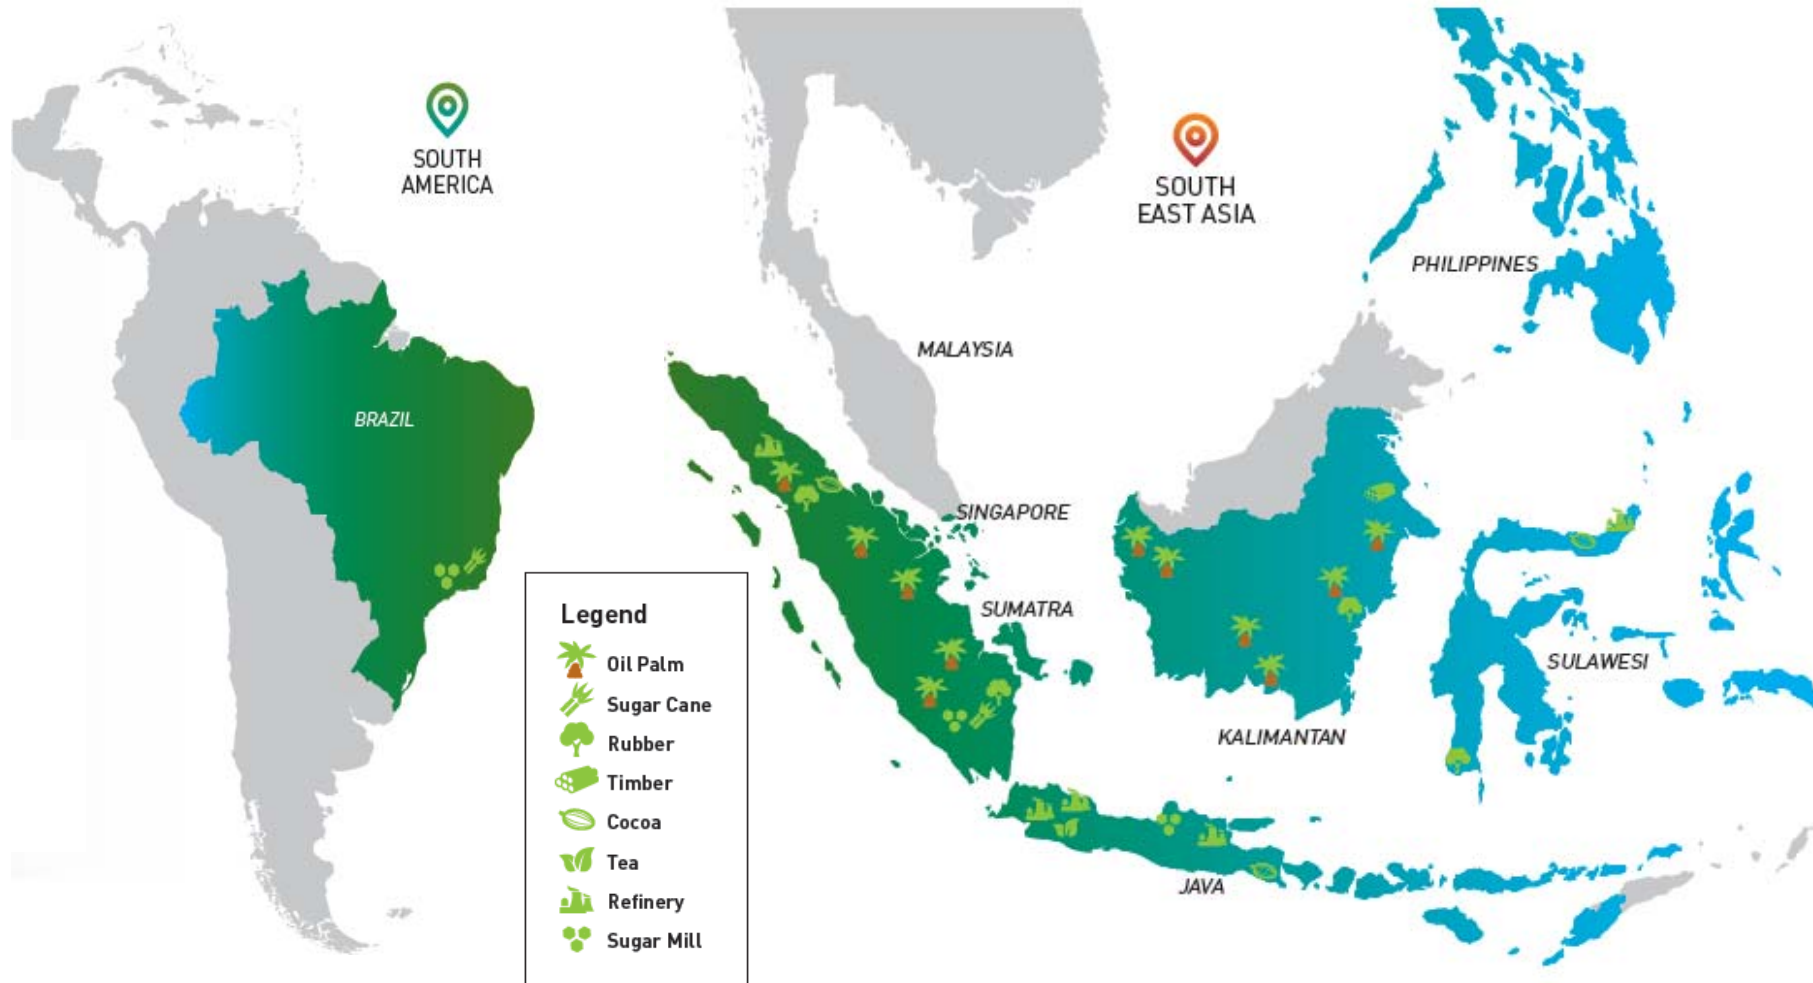 SOUTH
AMERICA
SOUTH
EAST ASIA
PHILIPPINES
MALAYSIA
BRAZIL
SINGAPORE
SUMATRA
SULAWESI
KALIMANTAN
JAVA
Legend
Oil Palm
Sugar Cane
Rubber
Timber
Cocoa
Tea
Refinery
Sugar Mill